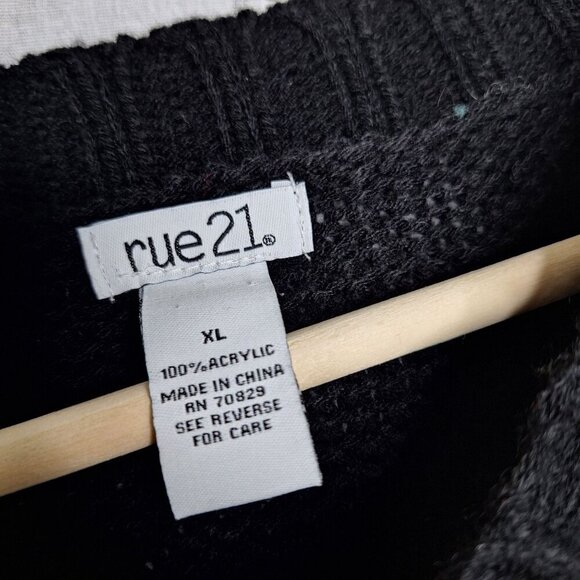 rue21®
XL
100%ACRYLIC
MADE IN CHINA
RN 70829
SEE REVERSE
FOR CARE